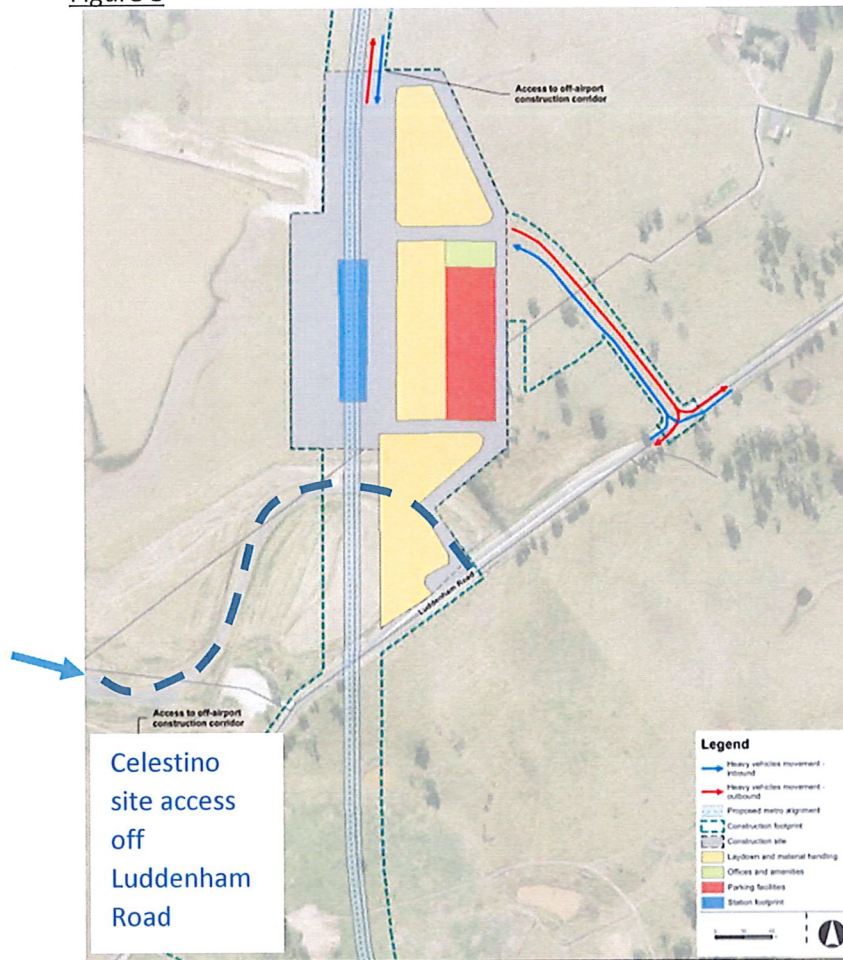 Access to off-airport
construction corridor
Luddenham Road
Access to off-airport
construction corridor
Celestino
site access
off
Luddenham
Road
Legend
Heavy vehicles movement -
inbound
Heavy vehicles movement -
outbound
Proposed metro alignment
Construction footprint
Construction site
Laydown and material handling
Offices and amenities
Parking facilities
Station footprint